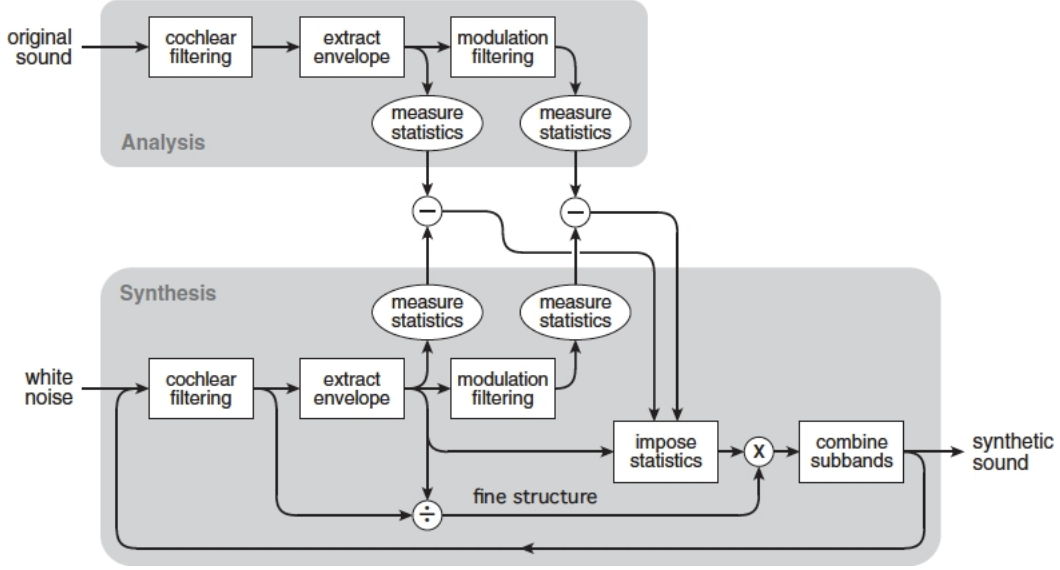 original
sound
cochlear
filtering
extract
envelope
modulation
filtering
measure
statistics
measure
statistics
Analysis
−
−
Synthesis
measure
statistics
measure
statistics
white
noise
cochlear
filtering
extract
envelope
modulation
filtering
impose
statistics
X
combine
subbands
synthetic
sound
fine structure
÷